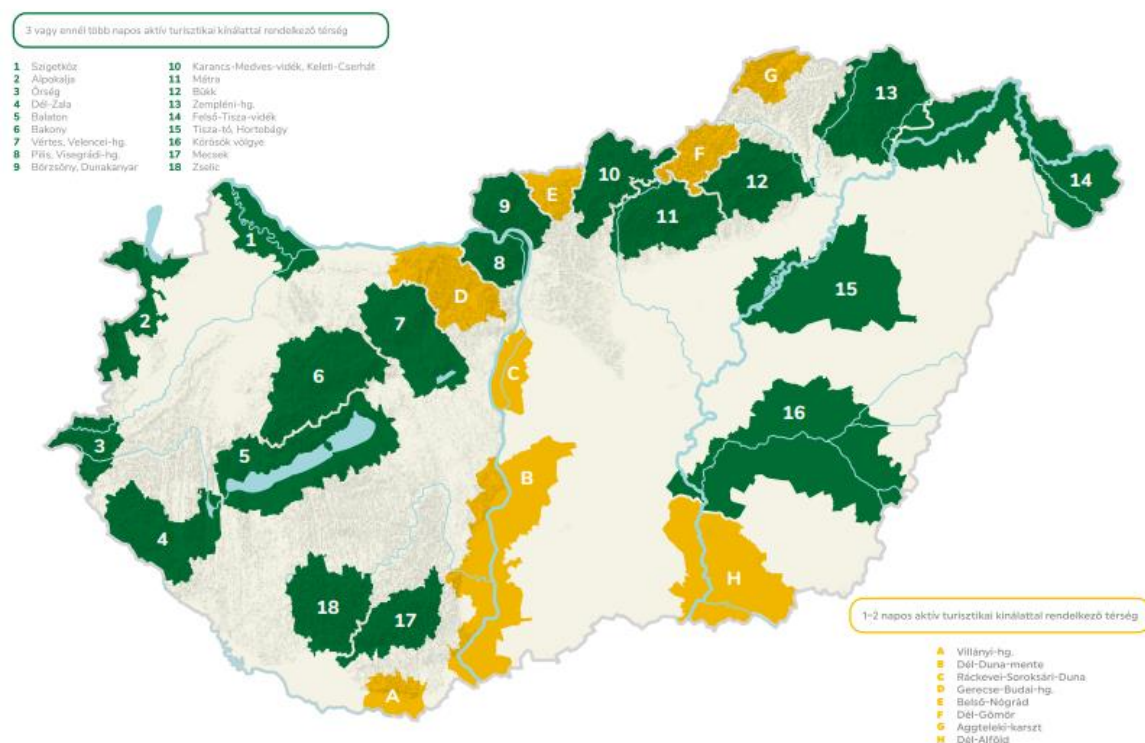 3 vagy ennél több napos aktív turisztikai kínálattal rendelkező térség
1 Szigetköz
2 Alpokalja
3 Őrség
4 Dél-Zala
5 Balaton
6 Bakony
7 Vértes, Velencei-hg.
8 Pilis, Visegrádi-hg.
9 Börzsöny, Dunakanyar
10 Karancs-Medves-vidék, Keleti-Cserhát
11 Mátra
12 Bükk
13 Zempléni-hg.
14 Felső-Tisza-vidék
15 Tisza-tó, Hortobágy
16 Körösök völgye
17 Mecsek
18 Zselic
G
13
F
10
12
14
E
9
11
1
8
D
15
2
7
C
6
16
3
5
B
4
H
18
17
A
1-2 napos aktív turisztikai kínálattal rendelkező térség
A Villányi-hg.
B Dél-Duna-mente
C Ráckevei-Soroksári-Duna
D Gerecse-Budai-hg.
E Belső-Nógrád
F Dél-Gömör
G Aggteleki-karszt
H Dél-Alföld